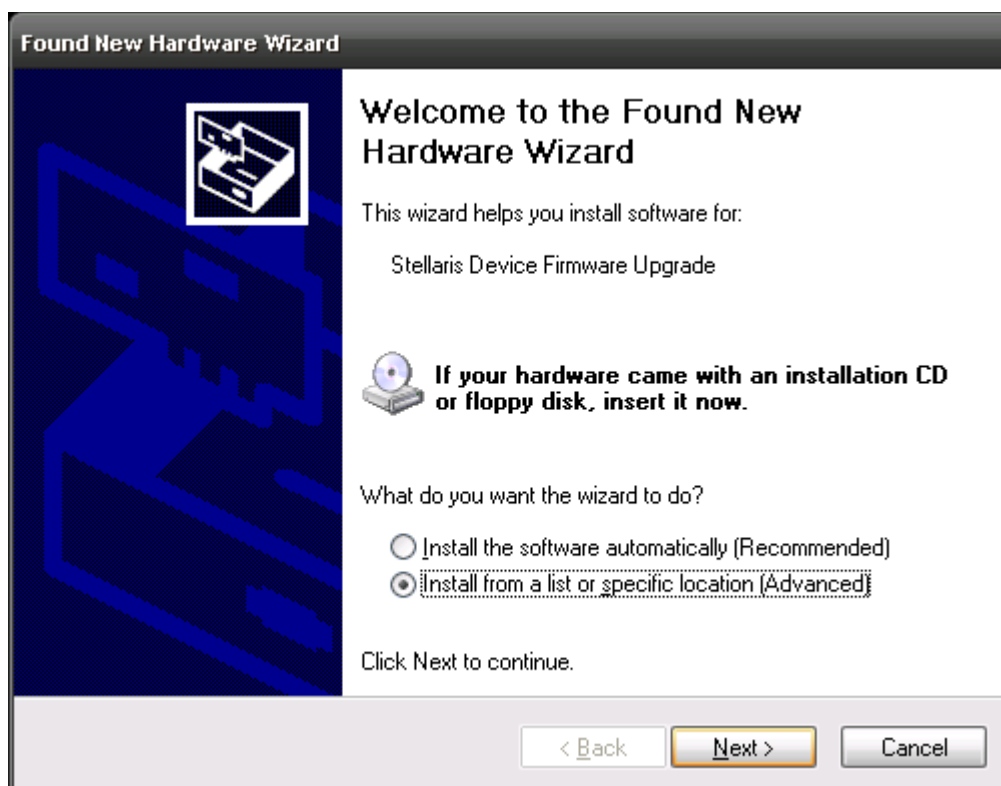 Found New Hardware Wizard
Welcome to the Found New
Hardware Wizard
This wizard helps you install software for:
Stellaris Device Firmware Upgrade
If your hardware came with an installation CD
or floppy disk, insert it now.
What do you want the wizard to do?
Install the software automatically (Recommended)
Install from a list or specific location (Advanced)
Click Next to continue.
< Back Next > Cancel